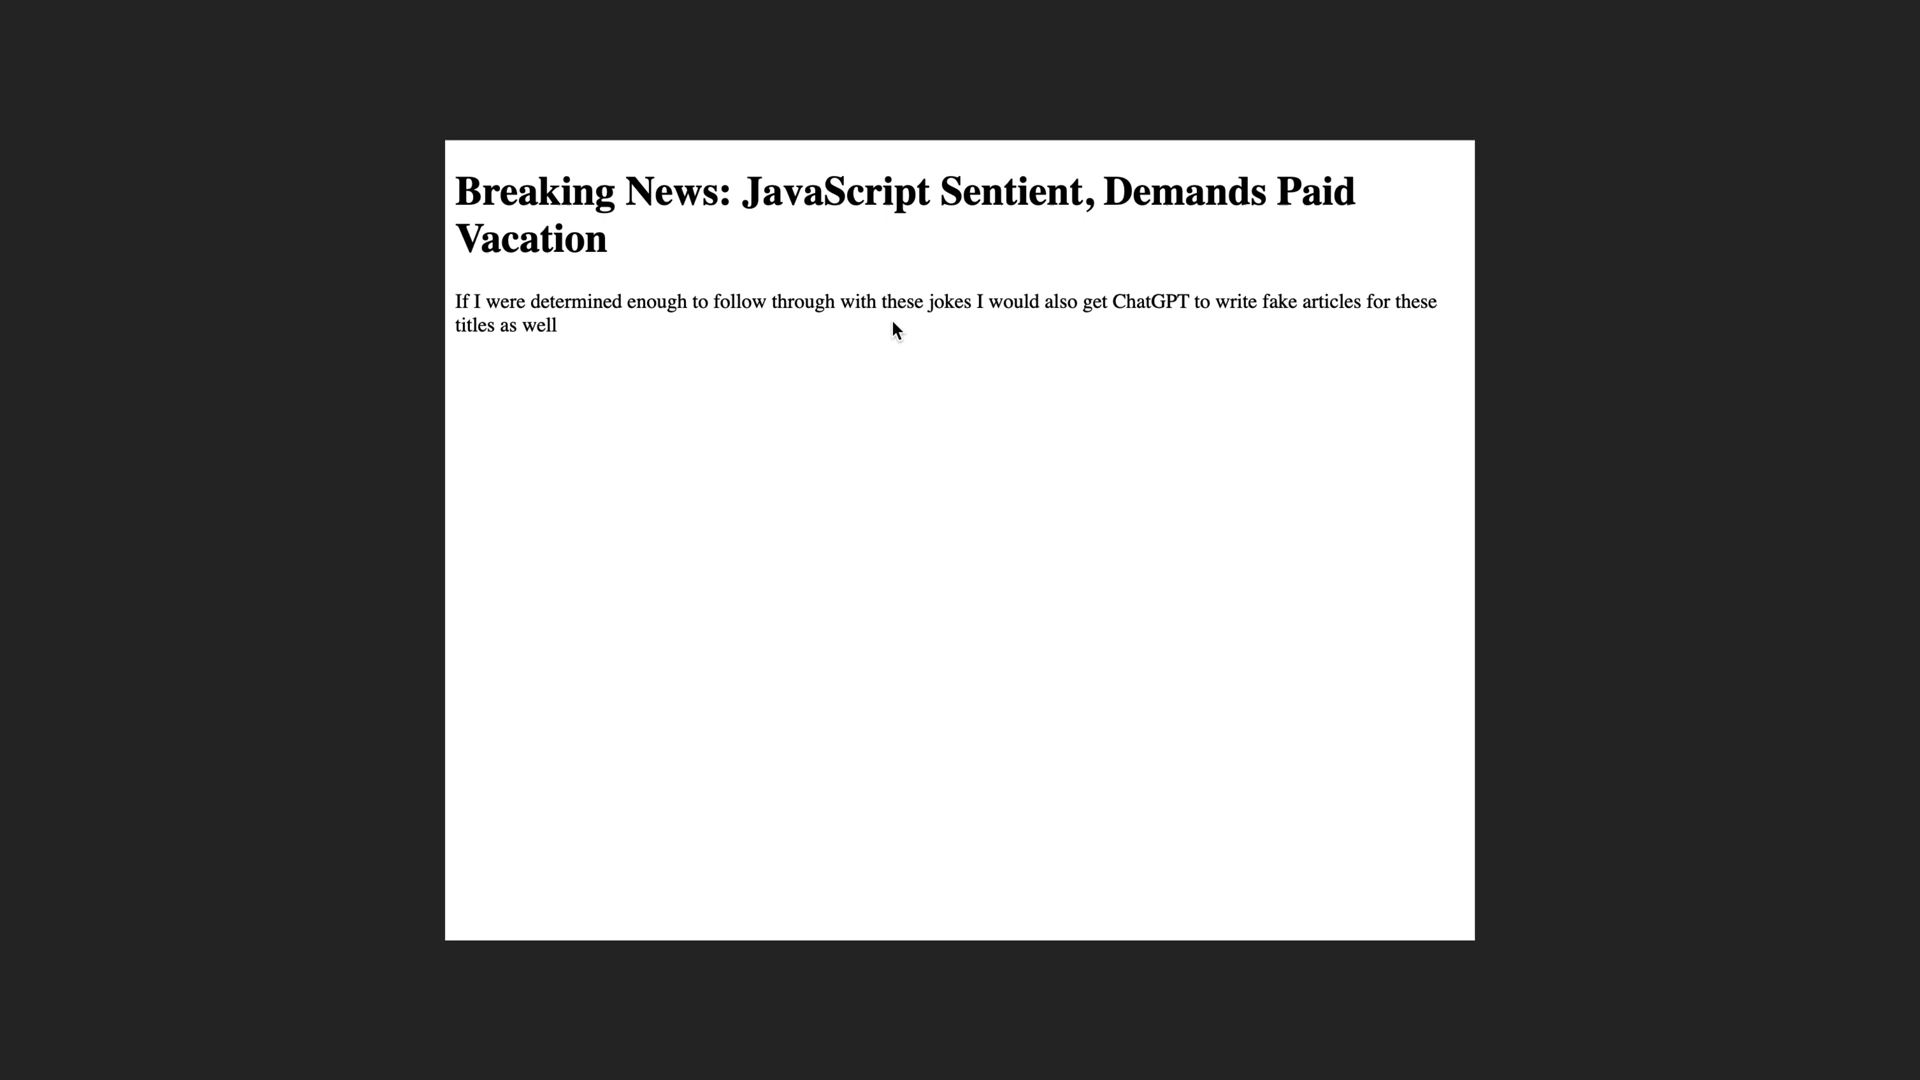 Breaking News: JavaScript Sentient, Demands Paid
Vacation
If I were determined enough to follow through with these jokes I would also get ChatGPT to write fake articles for these
titles as well